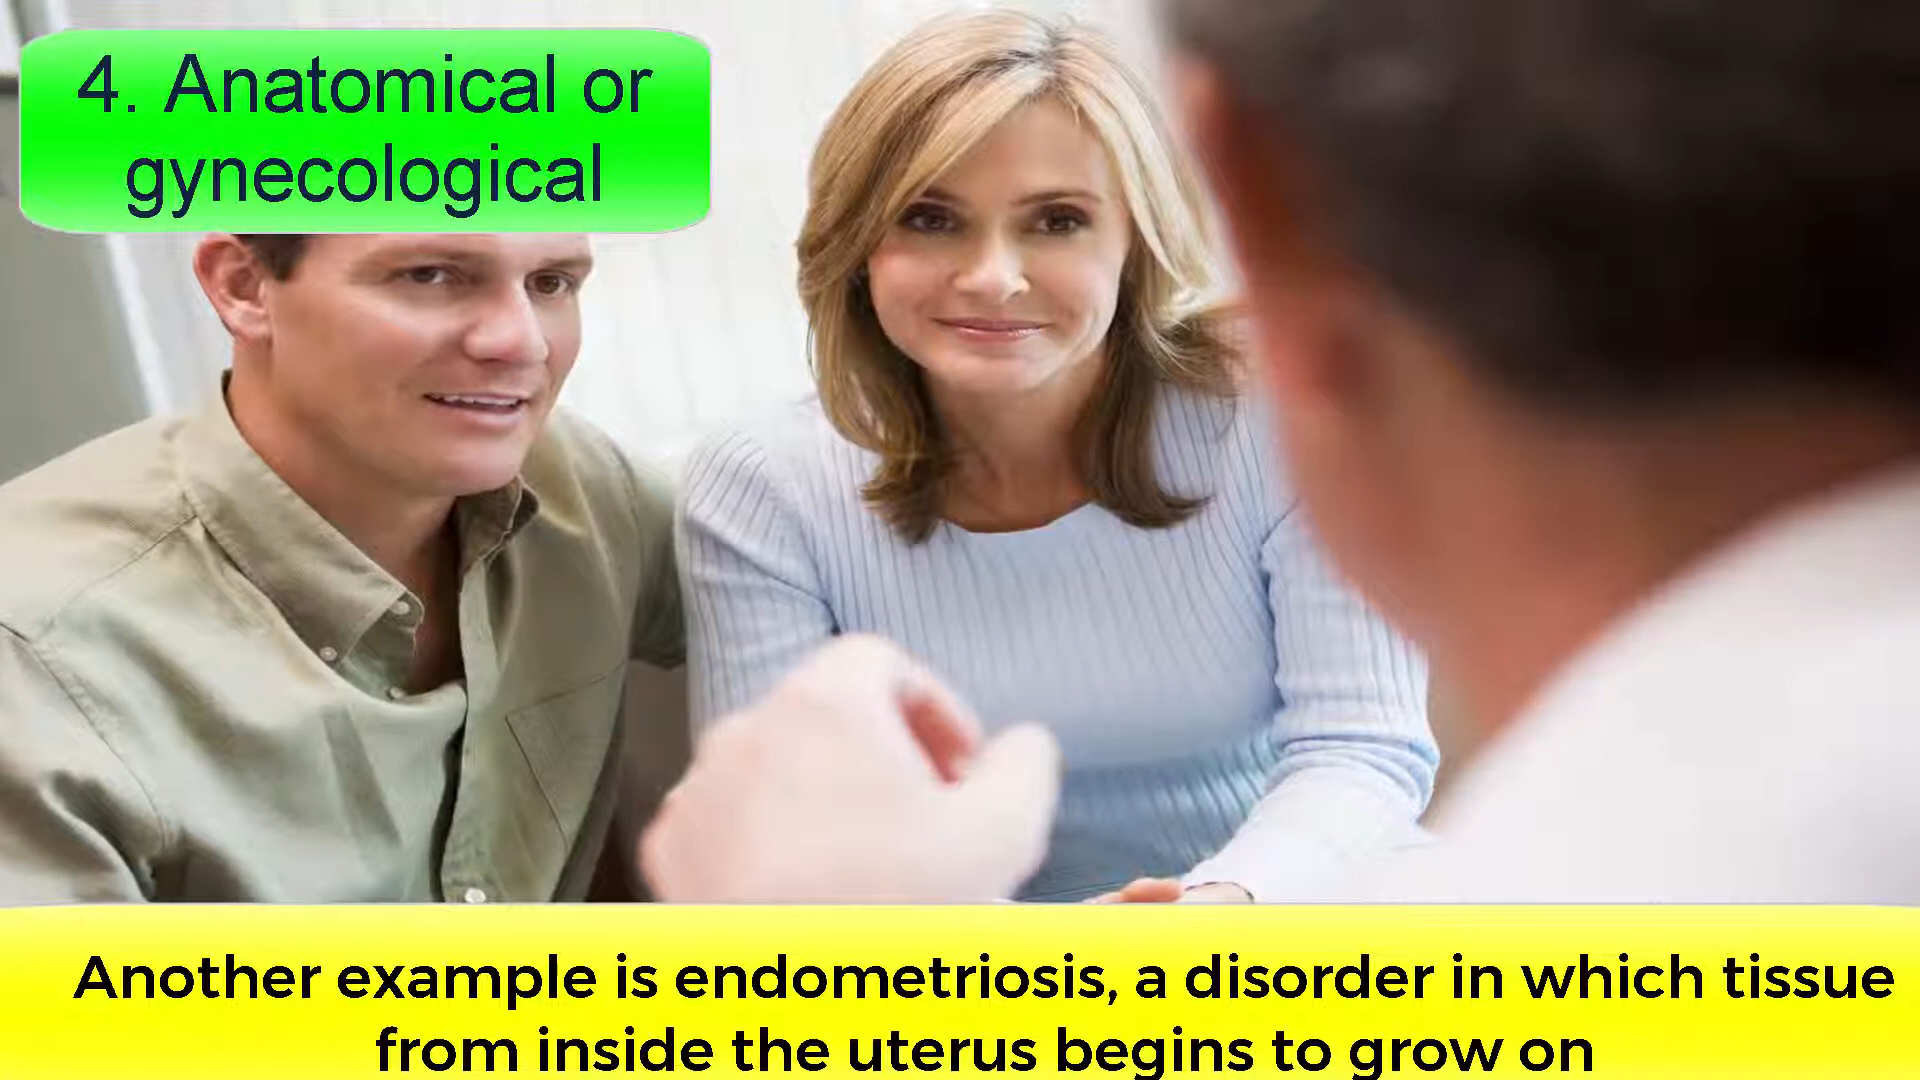 4. Anatomical or
gynecological
Another example is endometriosis, a disorder in which tissue
from inside the uterus begins to grow on